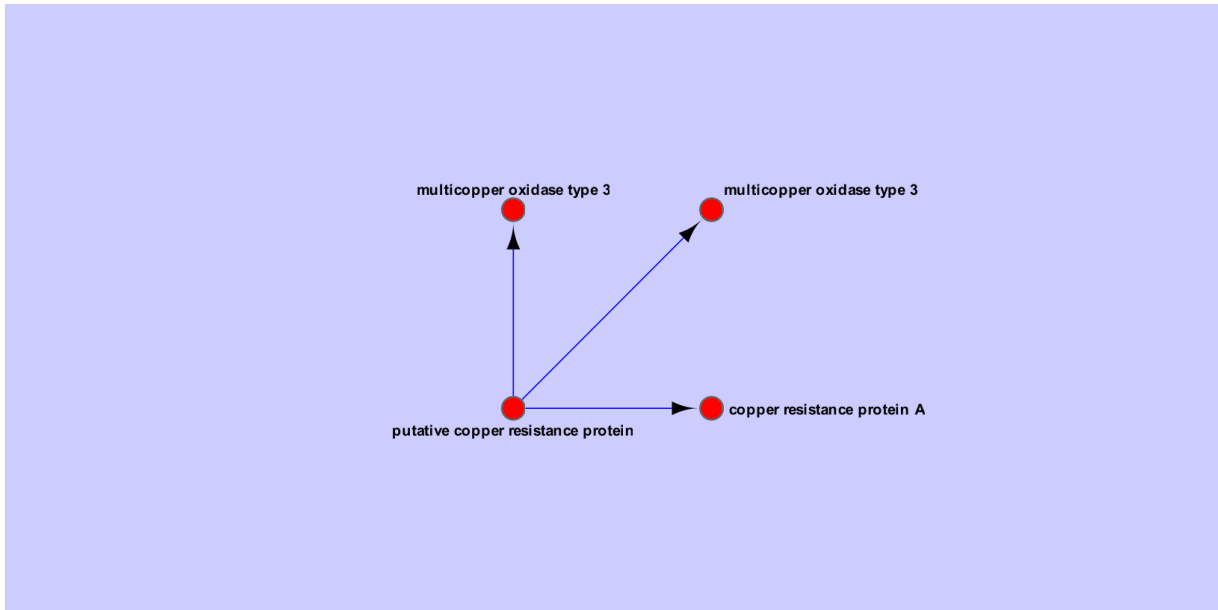 multicopper oxidase type 3
multicopper oxidase type 3
copper resistance protein A
putative copper resistance protein